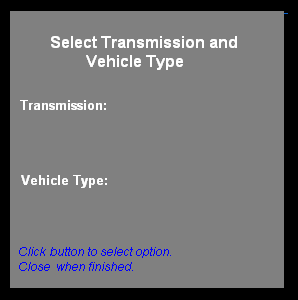 Select Transmission and
Vehicle Type
Transmission:
Vehicle Type:
Click button to select option.
Close when finished.